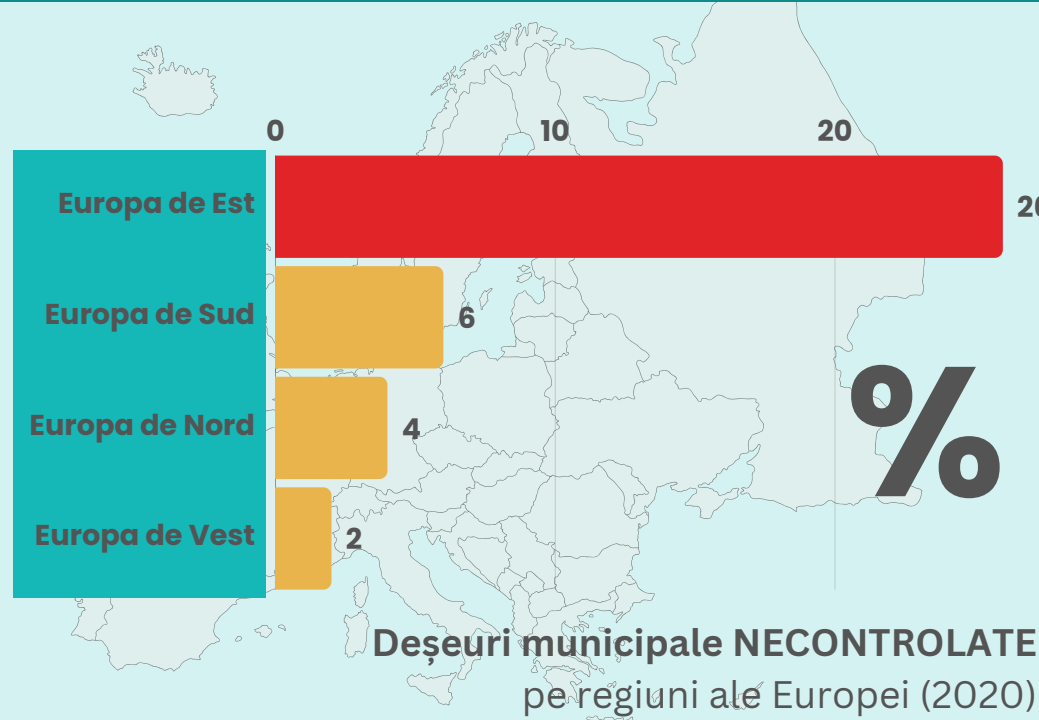 0 10 20
Europa de Est 26
Europa de Sud 6
Europa de Nord 4
Europa de Vest 2
%
Deșeuri municipale NECONTROLATE
pe regiuni ale Europei (2020)